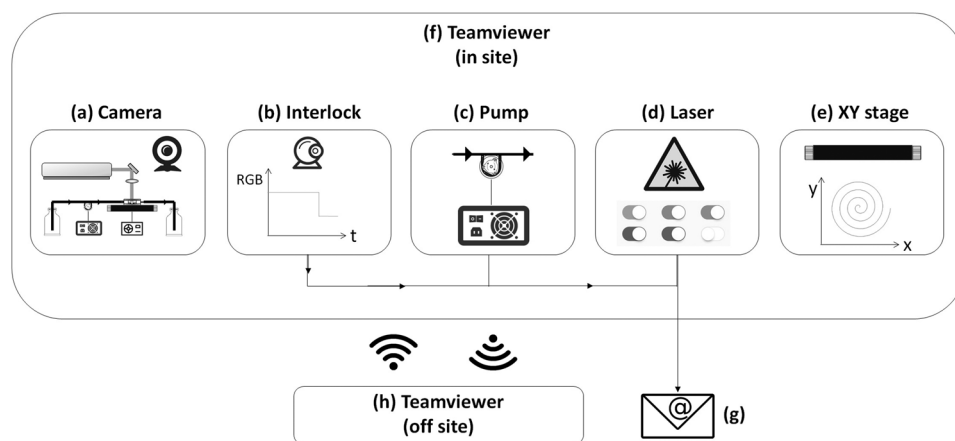 (f) Teamviewer
(in site)
(a) Camera
(b) Interlock
(c) Pump
(d) Laser
(e) XY stage
RGB
t
y
x
(h) Teamviewer
(off site)
@
(g)